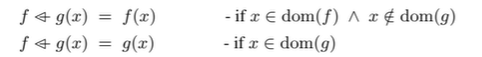 f ⩤ g(x) = f(x) - if x ∈ dom(f) ∧ x ∉ dom(g)
f ⩤ g(x) = g(x) - if x ∈ dom(g)